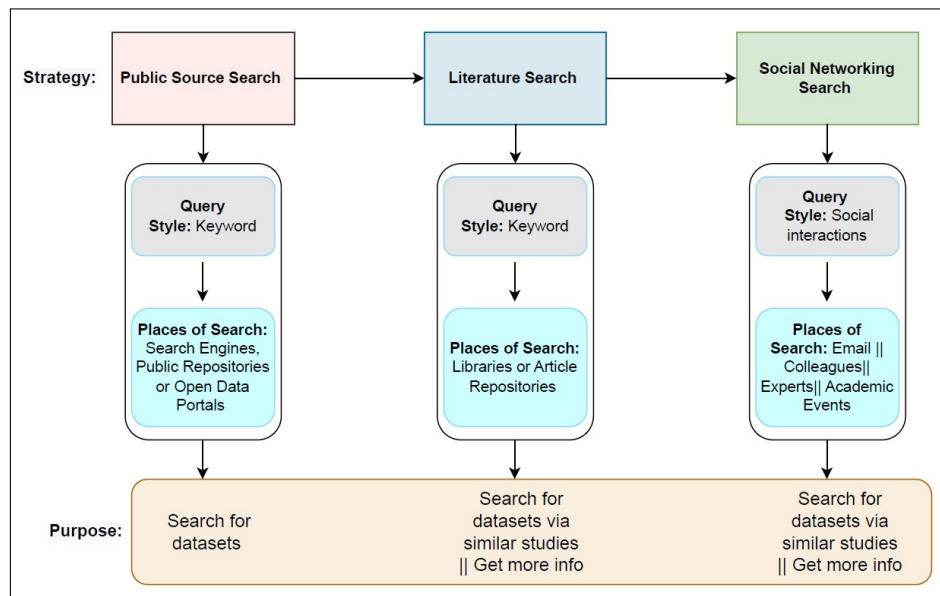 Strategy:
Public Source Search
Literature Search
Social Networking
Search
Query
Style: Keyword
Query
Style: Keyword
Query
Style: Social
interactions
Places of Search:
Search Engines,
Public Repositories
or Open Data
Portals
Places of Search:
Libraries or Article
Repositories
Places of
Search: Email ||
Colleagues||
Experts|| Academic
Events
Purpose:
Search for
datasets
Search for
datasets via
similar studies
|| Get more info
Search for
datasets via
similar studies
|| Get more info